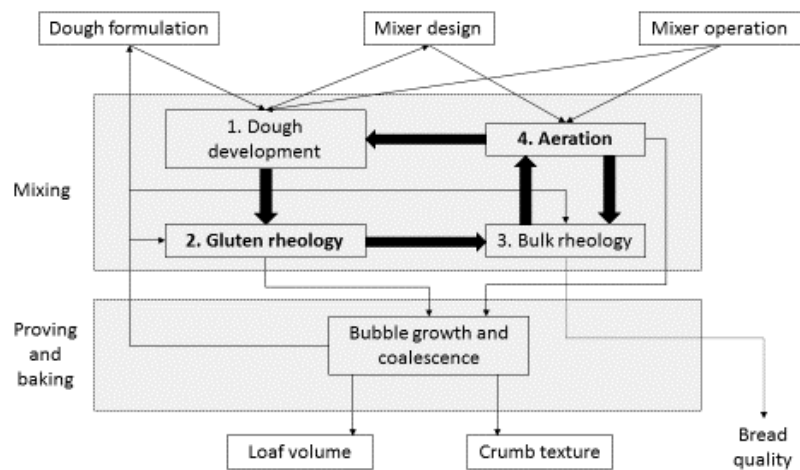 Dough formulation
Mixer design
Mixer operation
1. Dough
development
4. Aeration
Mixing
2. Gluten rheology
3. Bulk rheology
Proving
and
baking
Bubble growth and
coalescence
Loaf volume
Crumb texture
Bread
quality